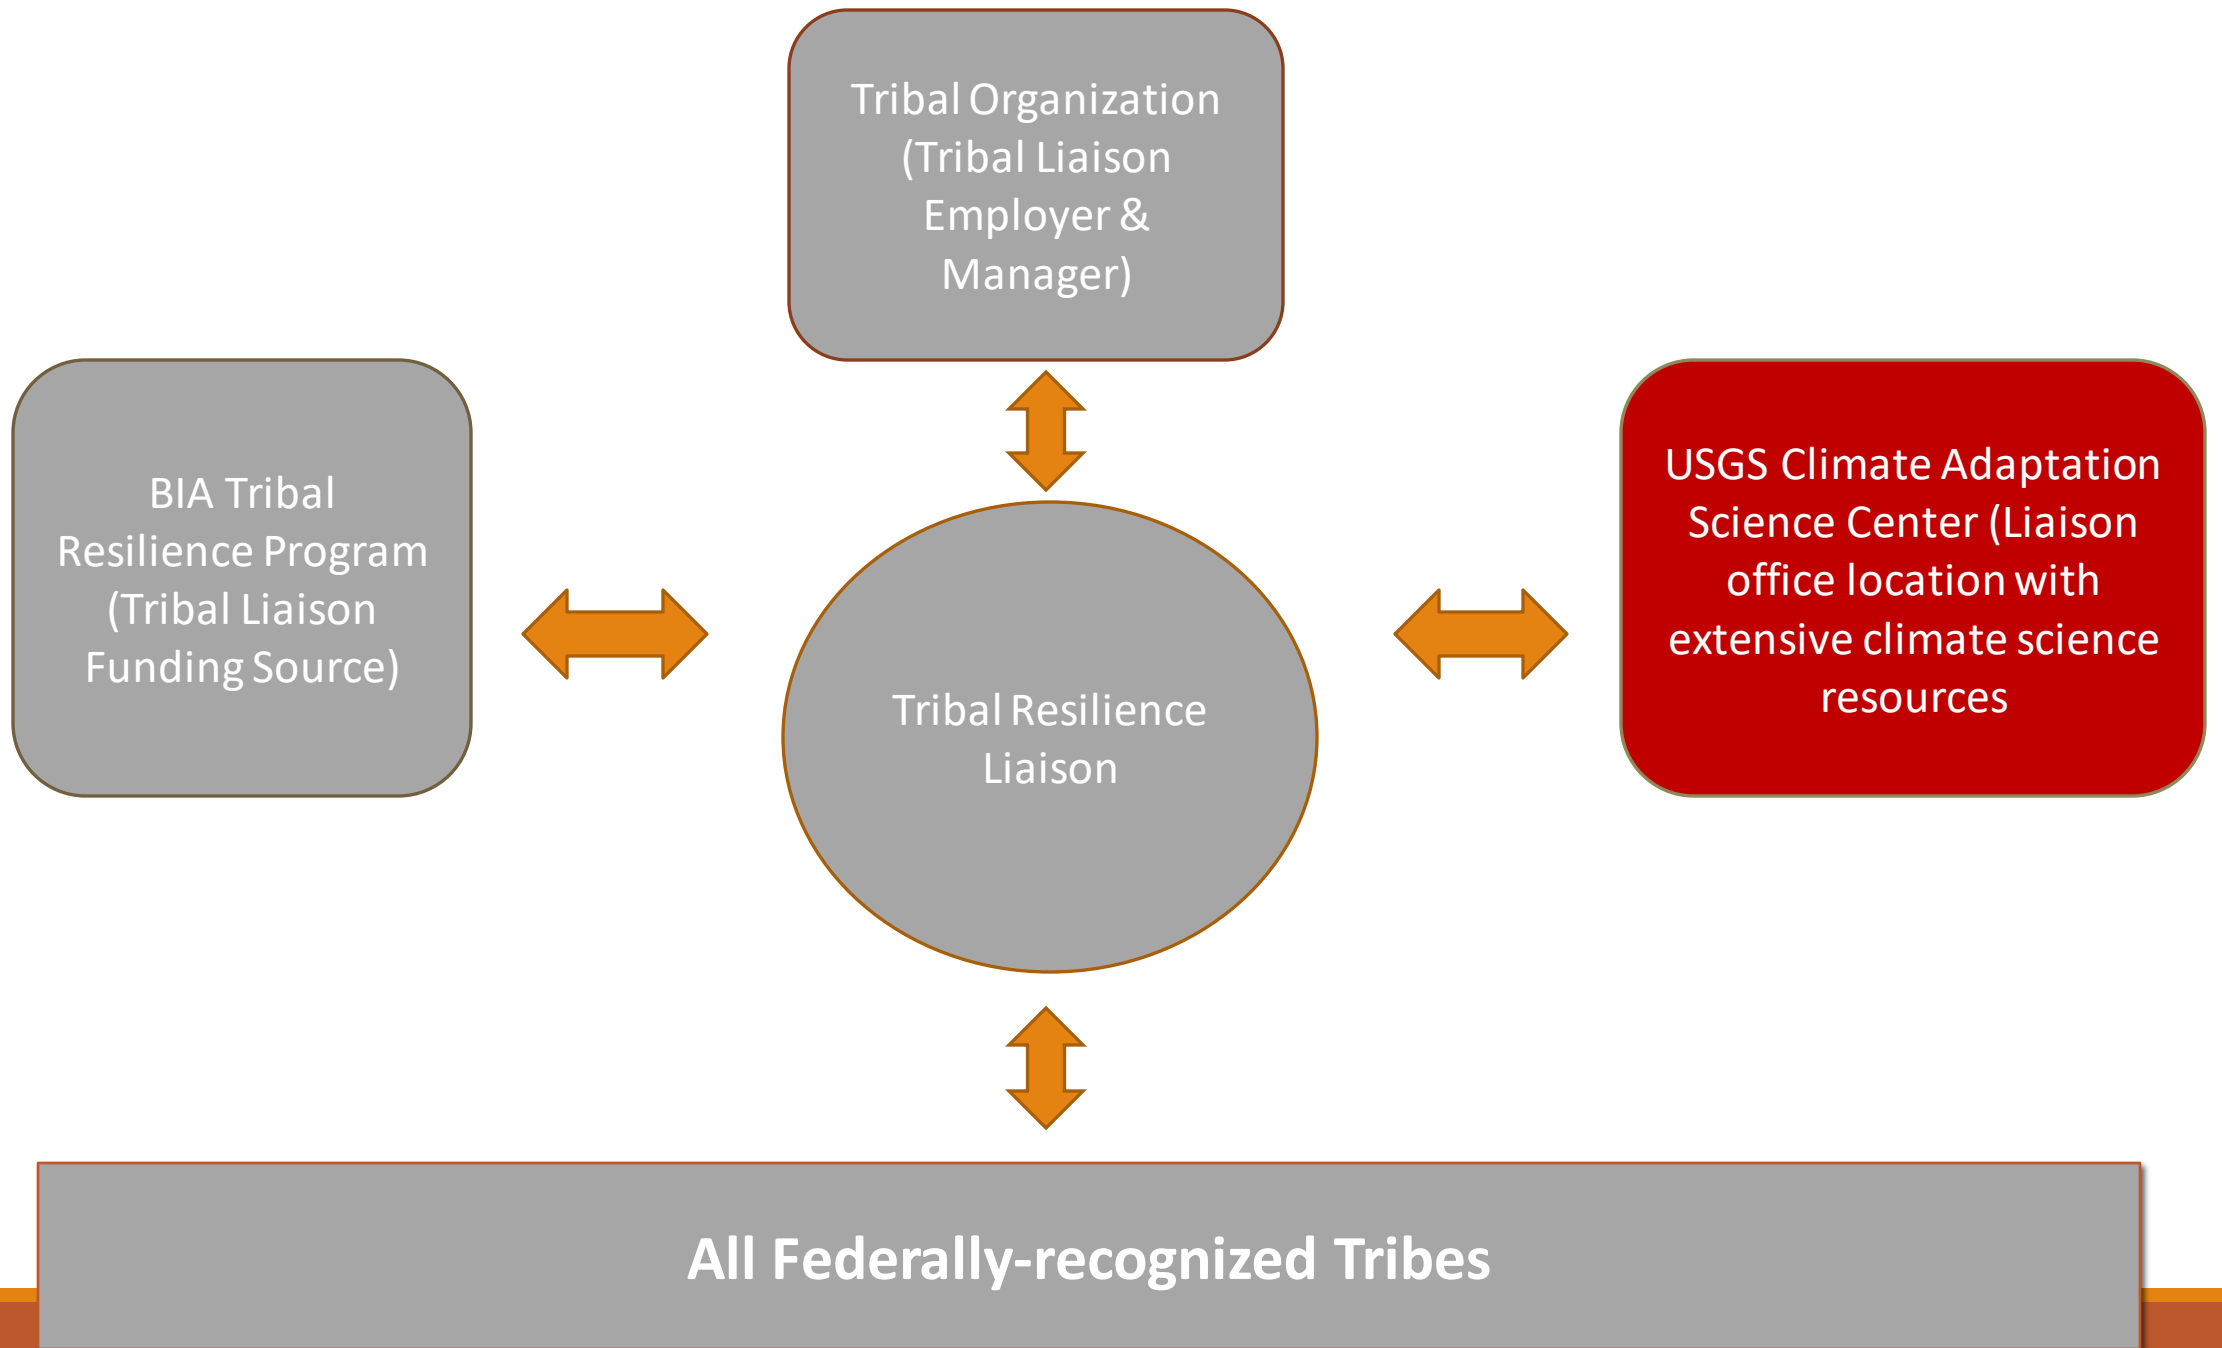 Tribal Organization
(Tribal Liaison
Employer &
Manager)
BIA Tribal
Resilience Program
(Tribal Liaison
Funding Source)
USGS Climate Adaptation
Science Center (Liaison
office location with
extensive climate science
resources
Tribal Resilience
Liaison
All Federally-recognized Tribes